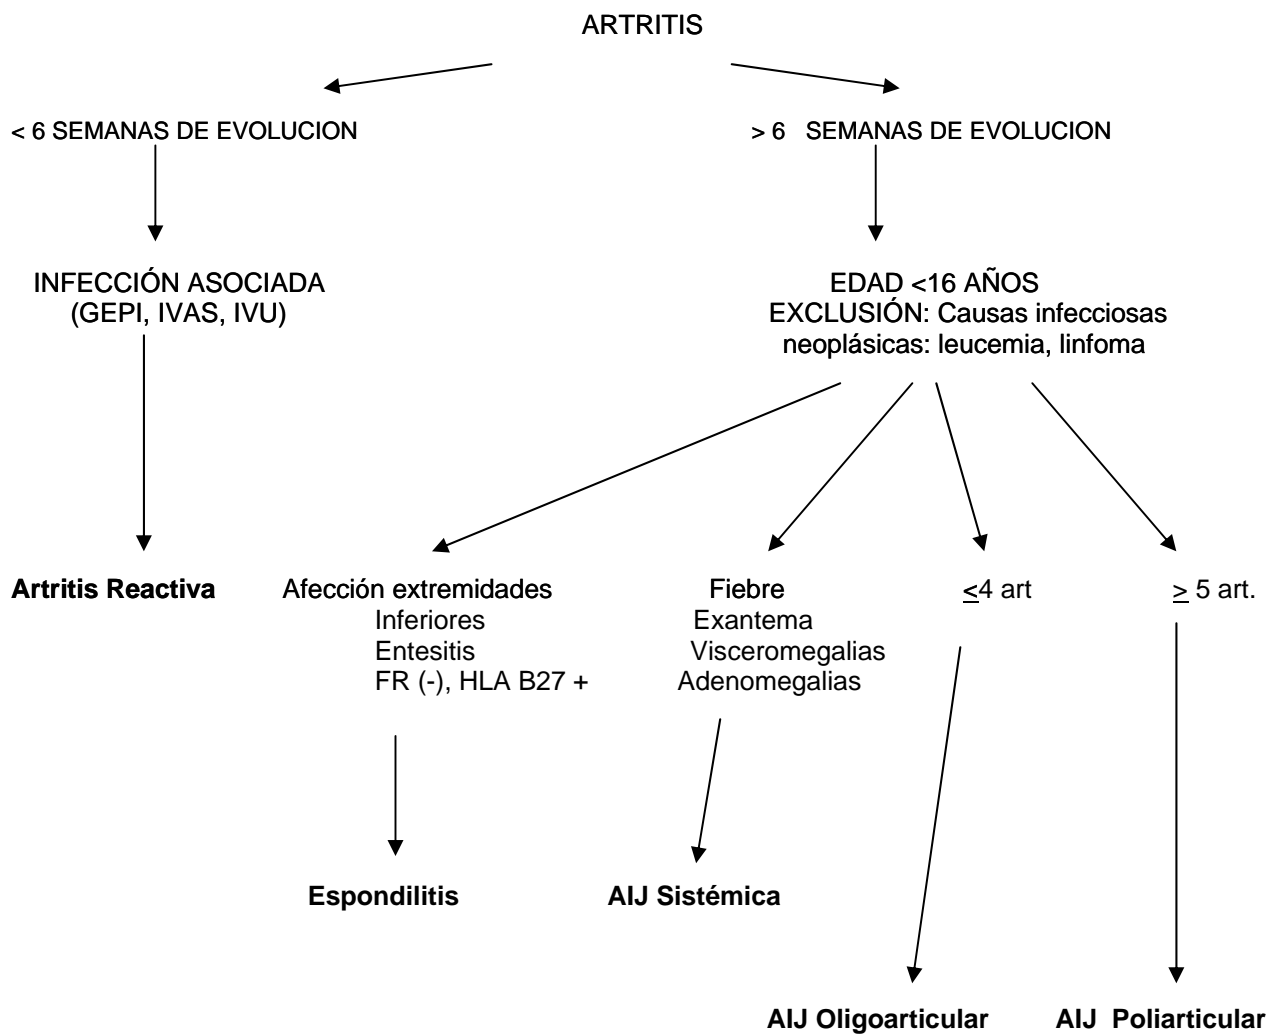 ARTRITIS
< 6 SEMANAS DE EVOLUCION
> 6 SEMANAS DE EVOLUCION
INFECCIÓN ASOCIADA
(GEPI, IVAS, IVU)
EDAD <16 AÑOS
EXCLUSIÓN: Causas infecciosas
neoplásicas: leucemia, linfoma
Artritis Reactiva
Afección extremidades
Inferiores
Entesitis
FR (-), HLA B27 +
Fiebre
Exantema
Visceromegalias
Adenomegalias
≤4 art
≥ 5 art.
Espondilitis
AIJ Sistémica
AIJ Oligoarticular
AIJ Poliarticular